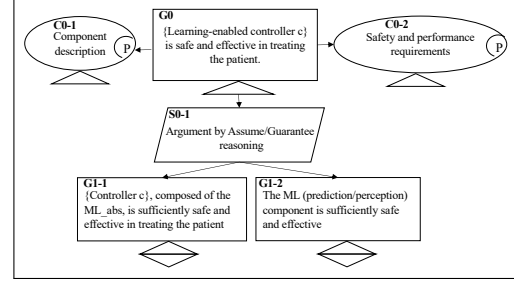 C0-1
Component
description
P
G0
{Learning-enabled controller c}
is safe and effective in treating
the patient.
C0-2
Safety and performance
requirements
P
S0-1
Argument by Assume/Guarantee
reasoning
G1-1
{Controller c}, composed of the
ML_abs, is sufficiently safe and
effective in treating the patient
G1-2
The ML (prediction/perception)
component is sufficiently safe
and effective